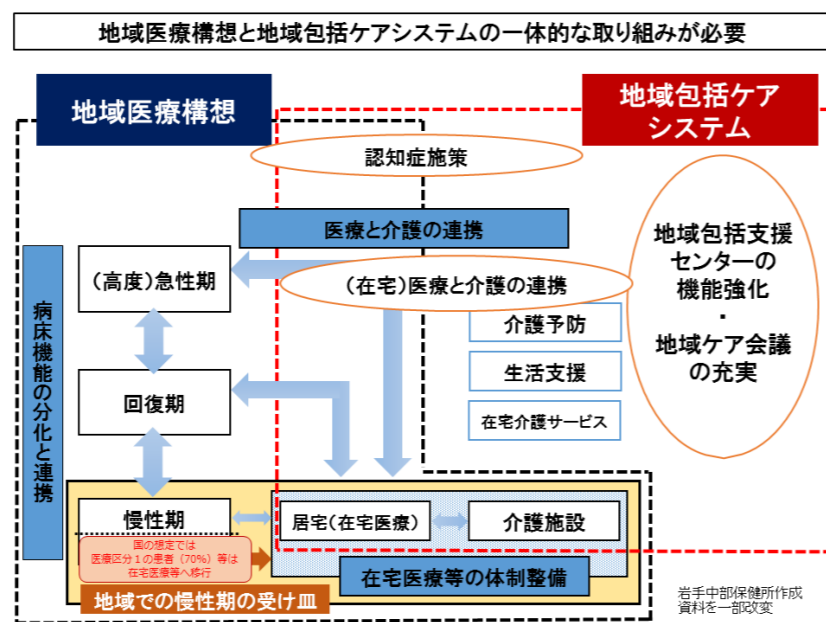 地域医療構想と地域包括ケアシステムの一体的な取り組みが必要
地域医療構想
地域包括ケア
システム
認知症施策
医療と介護の連携
(高度)急性期
(在宅)医療と介護の連携
地域包括支援
センターの
機能強化
・
地域ケア会議
の充実
病床機能の分化と連携
介護予防
生活支援
在宅介護サービス
回復期
慢性期
居宅(在宅医療)
介護施設
国の想定では
医療区分1の患者(70%)等は
在宅医療等へ移行
在宅医療等の体制整備
地域での慢性期の受け皿
岩手中部保健所作成
資料を一部改変